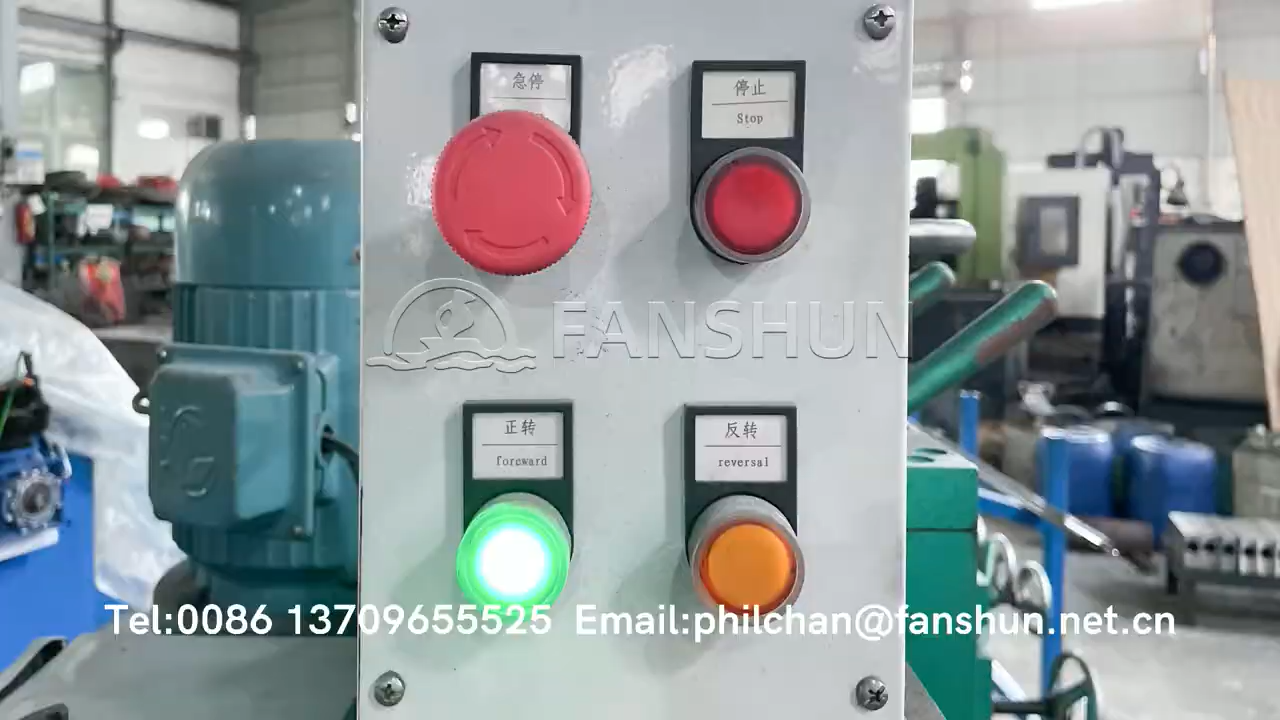 急停
停止
Stop
FANSHUN
正转
foreward
反转
reversal
Tel:0086 13709655525 Email:philchan@fanshun.net.cn